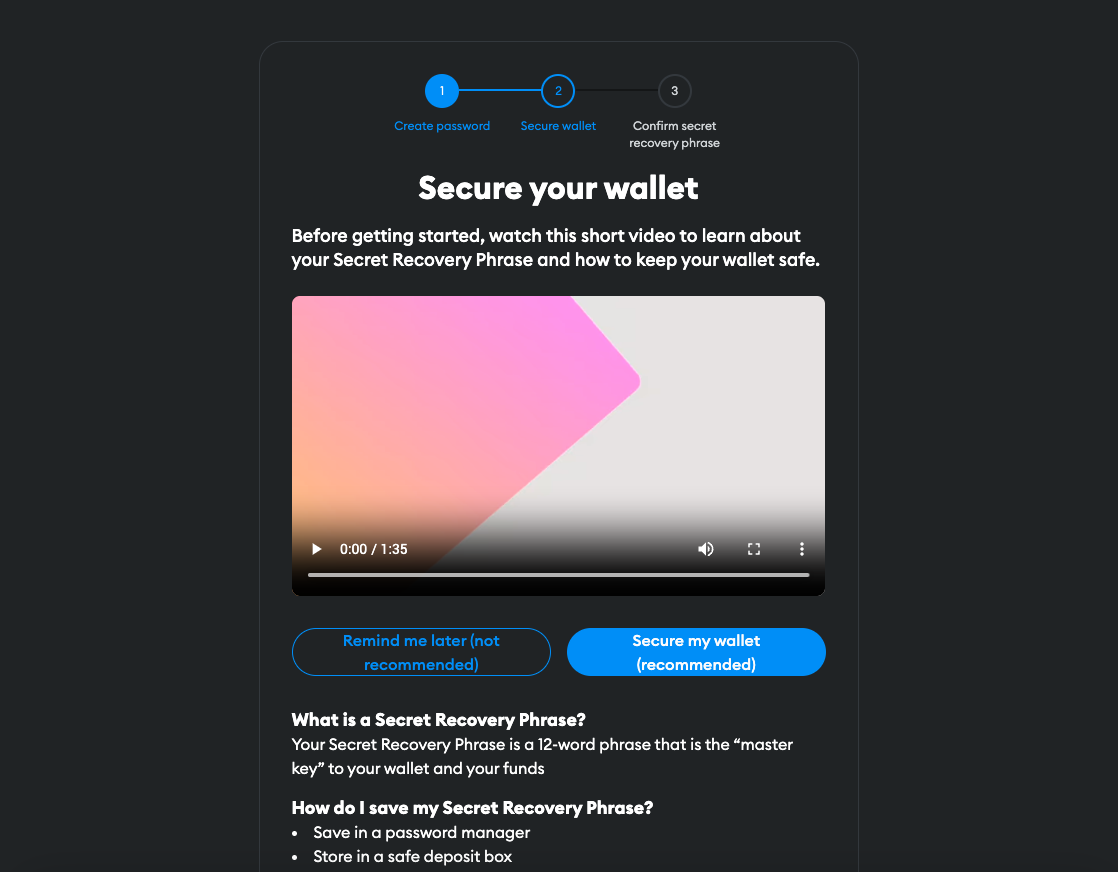 1
2
3
Create password
Secure wallet
Confirm secret
recovery phrase
Secure your wallet
Before getting started, watch this short video to learn about
your Secret Recovery Phrase and how to keep your wallet safe.
0:00 / 1:35
Remind me later (not
recommended)
Secure my wallet
(recommended)
What is a Secret Recovery Phrase?
Your Secret Recovery Phrase is a 12-word phrase that is the “master
key” to your wallet and your funds
How do I save my Secret Recovery Phrase?
• Save in a password manager
• Store in a safe deposit box